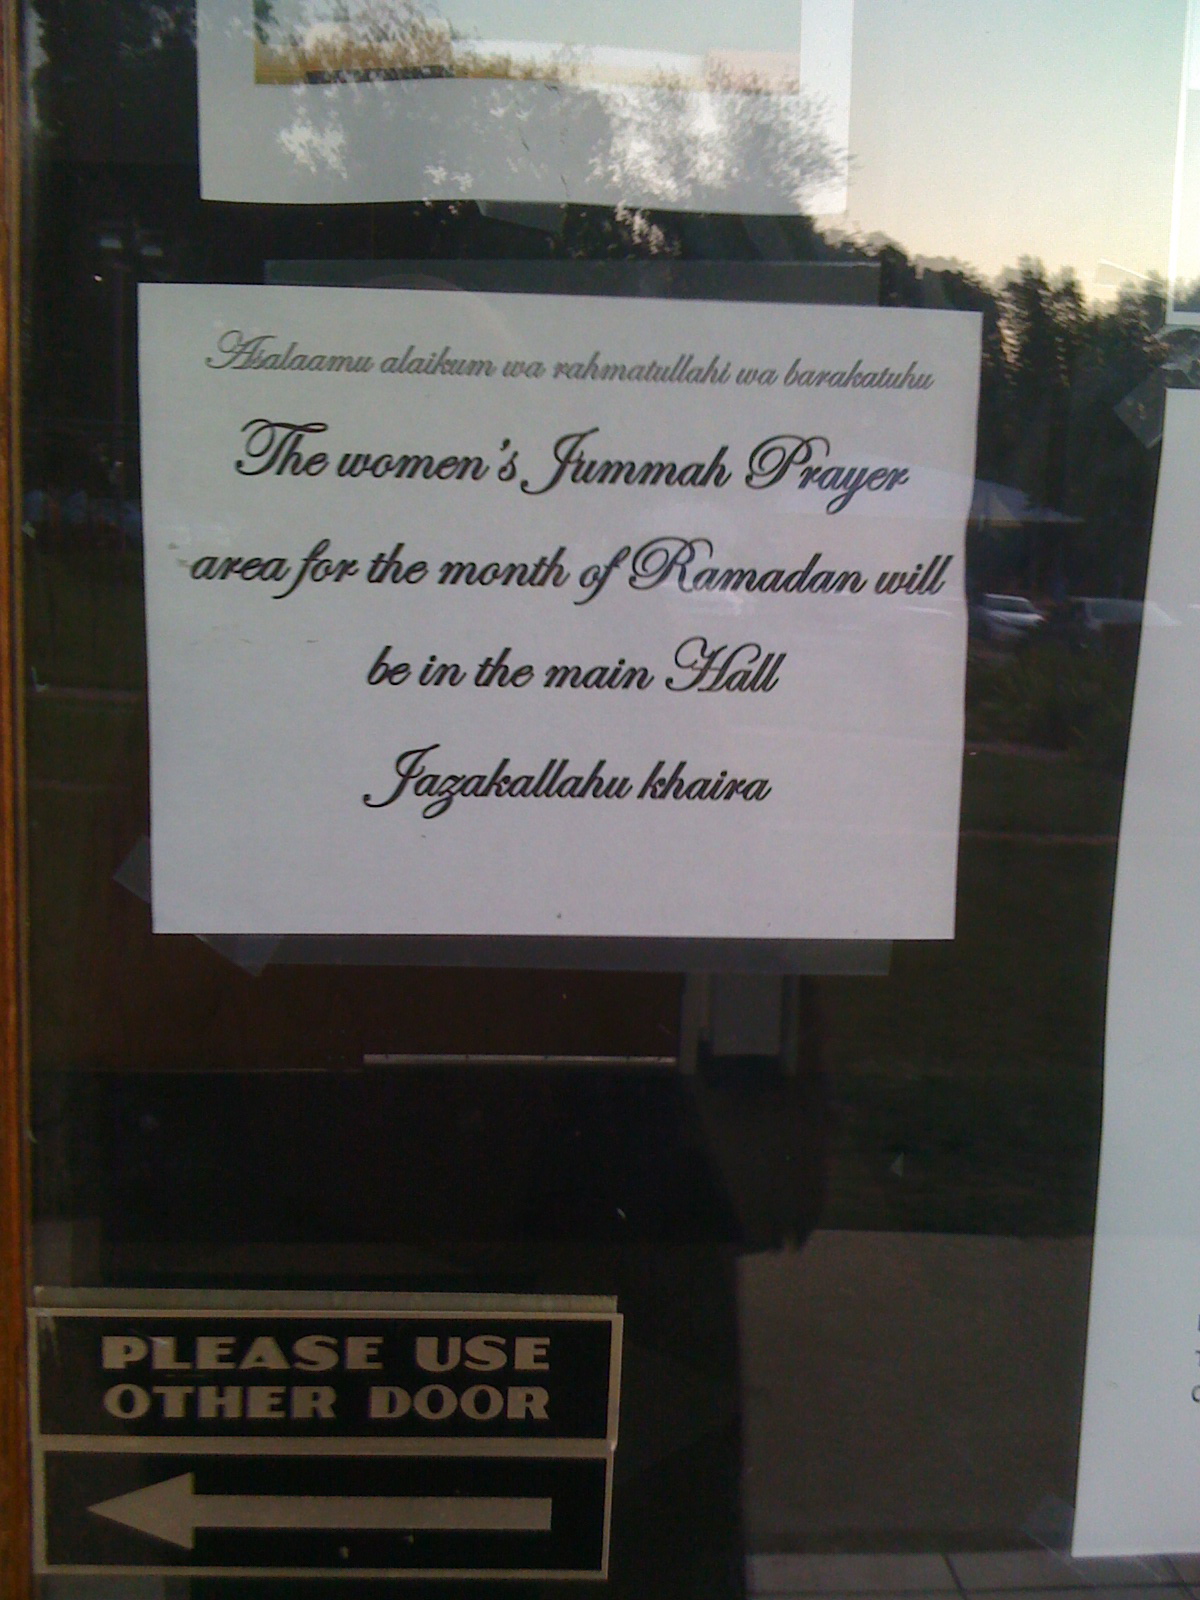 Asalaamu alaikum wa rahmatullahi wa barakatuhu
The women's Jummah Prayer
area for the month of Ramadan will
be in the main Hall
Jazakallahu khaira
PLEASE USE
OTHER DOOR